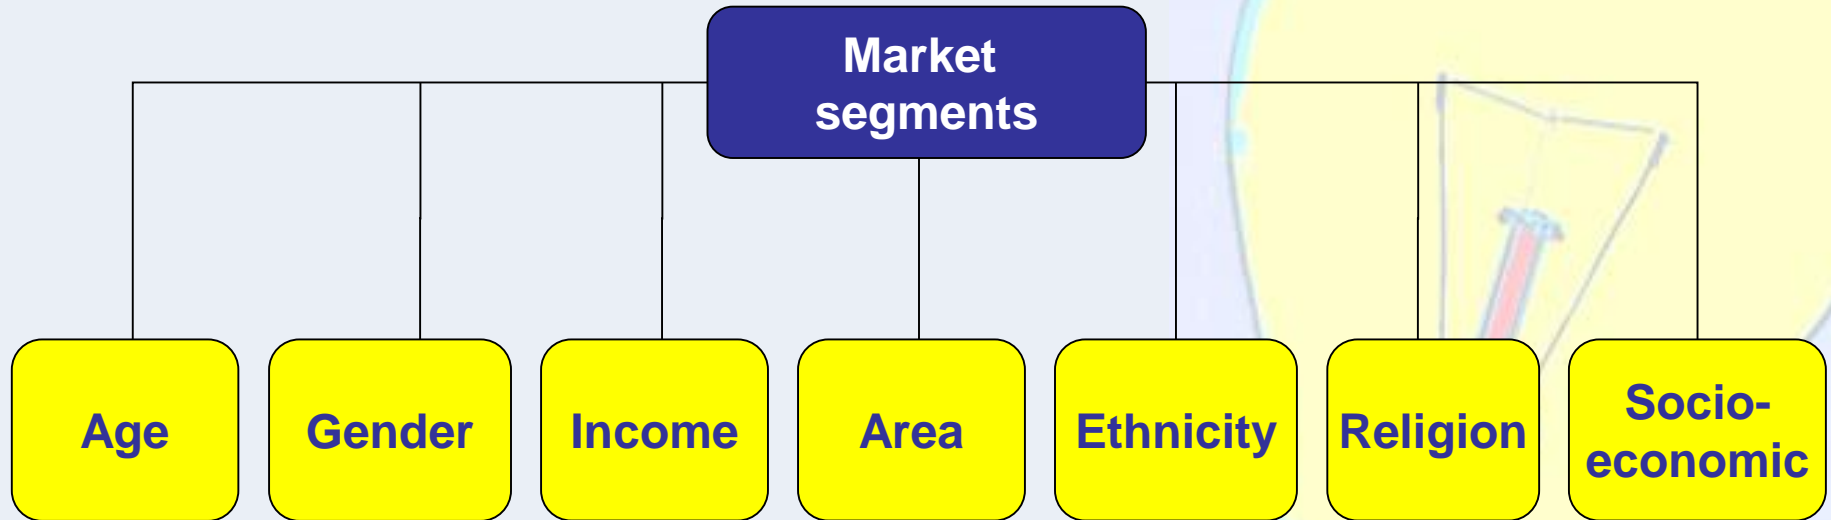 Market
segments
Age
Gender
Income
Area
Ethnicity
Religion
Socio-
economic